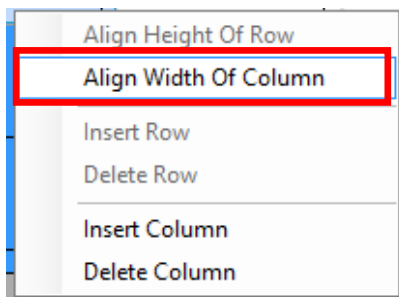 Align Height Of Row
Align Width Of Column
Insert Row
Delete Row
Insert Column
Delete Column